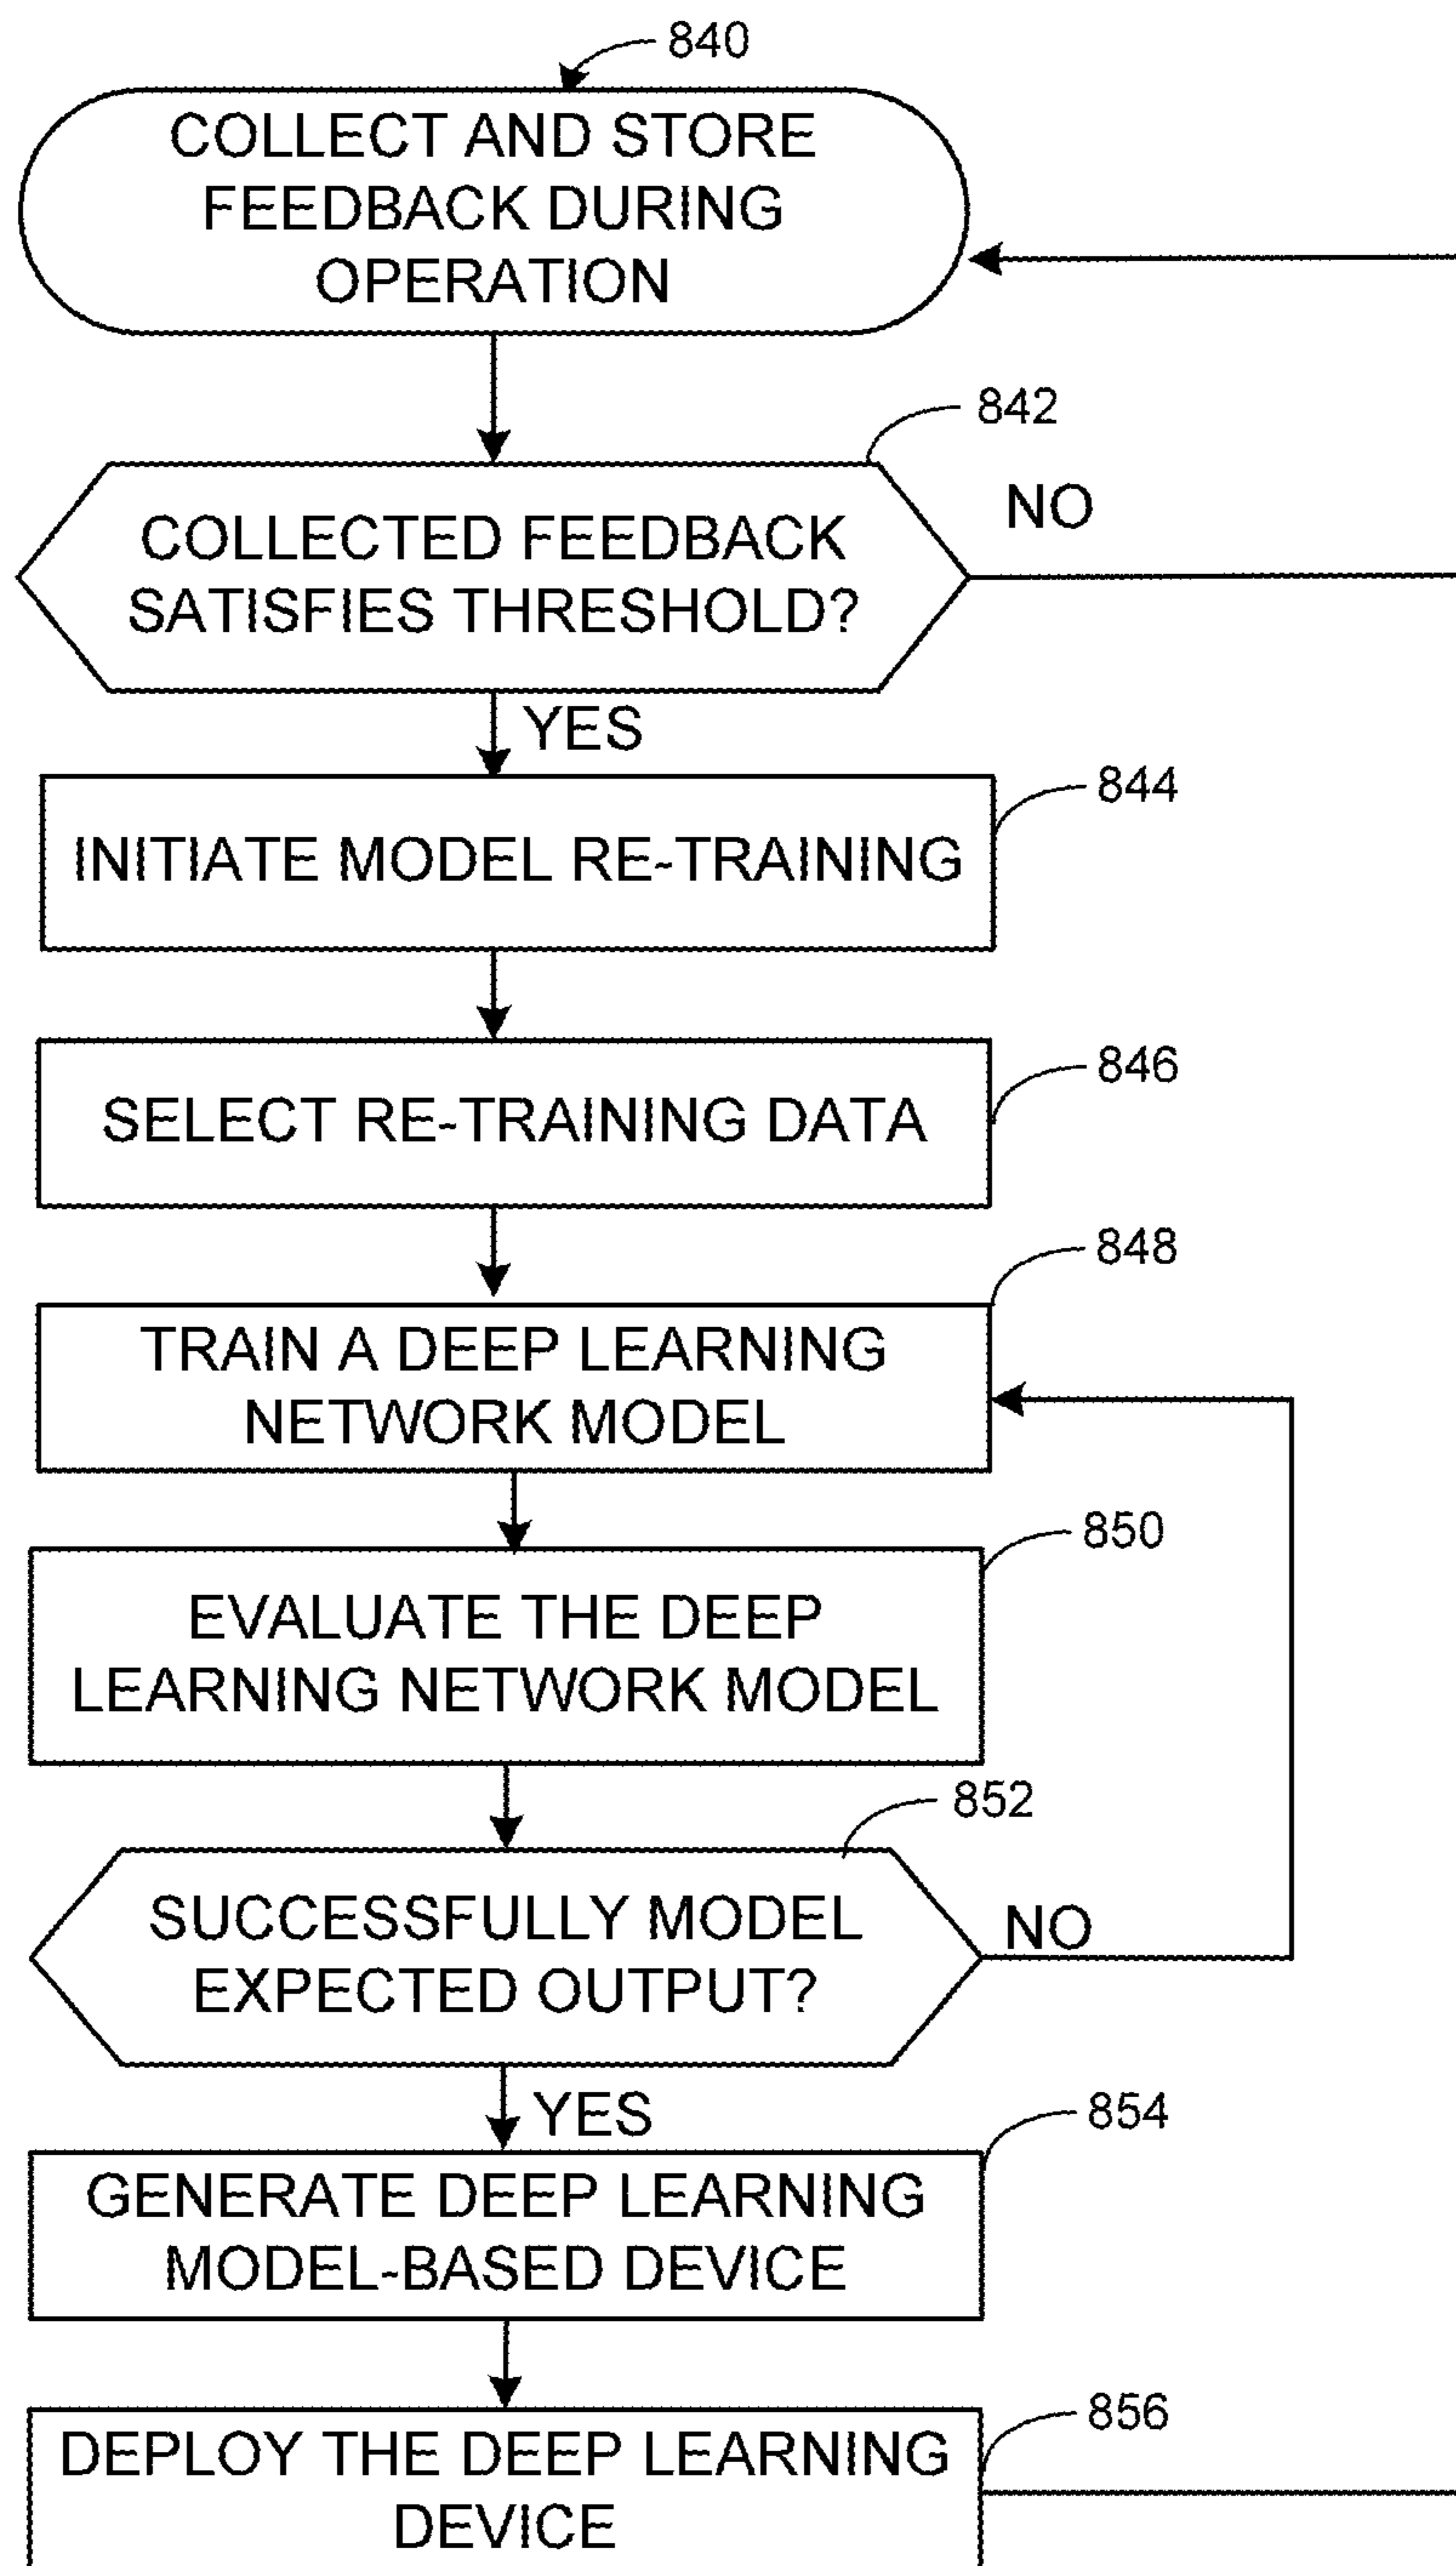 840
COLLECT AND STORE
FEEDBACK DURING
OPERATION
842
COLLECTED FEEDBACK
SATISFIES THRESHOLD?
NO
YES
844
INITIATE MODEL RE-TRAINING
846
SELECT RE-TRAINING DATA
848
TRAIN A DEEP LEARNING
NETWORK MODEL
850
EVALUATE THE DEEP
LEARNING NETWORK MODEL
852
SUCCESSFULLY MODEL
EXPECTED OUTPUT?
NO
YES
854
GENERATE DEEP LEARNING
MODEL-BASED DEVICE
856
DEPLOY THE DEEP LEARNING
DEVICE